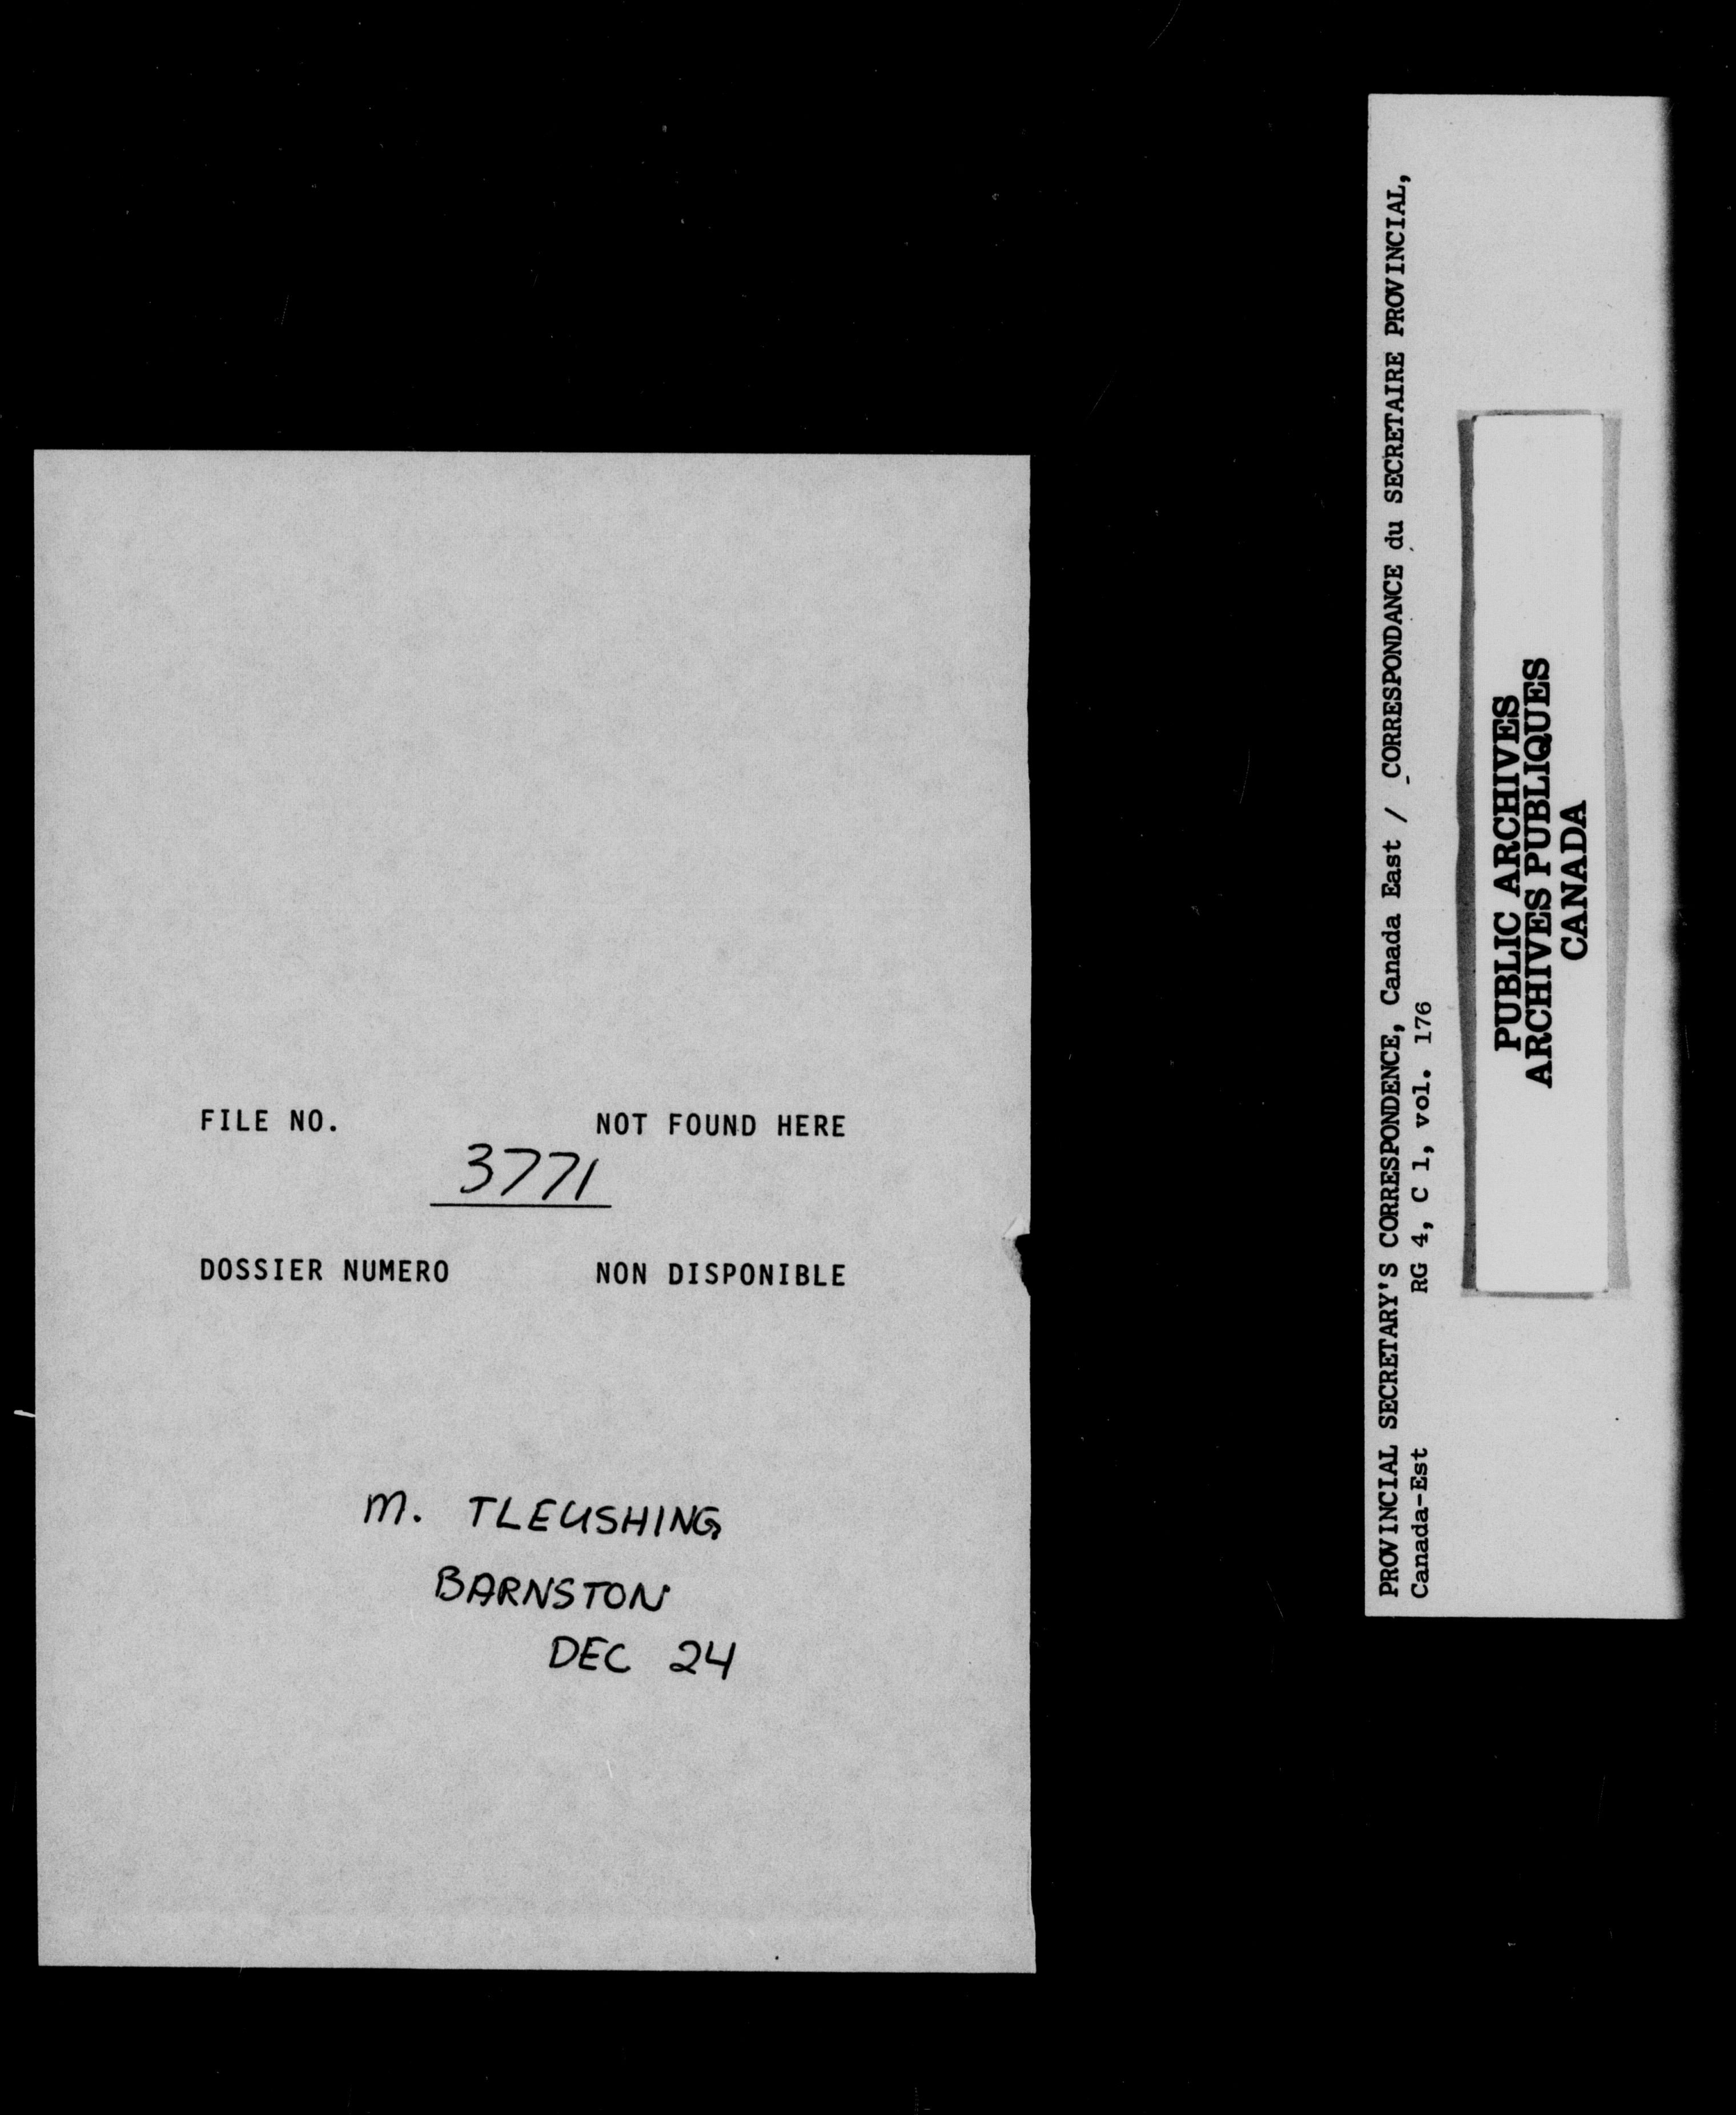 FILE NO. NOT FOUND HERE
3771
DOSSIER NUMERO NON DISPONIBLE
M. TLEUSHING
BARNSTON
DEC 24
PROVINCIAL SECRETARY'S CORRESPONDENCE, Canada East / CORRESPONDANCE du SECRETAIRE PROVINCIAL,
Canada-Est RG 4, C 1, vol. 176
PUBLIC ARCHIVES
ARCHIVES PUBLIQUES
CANADA